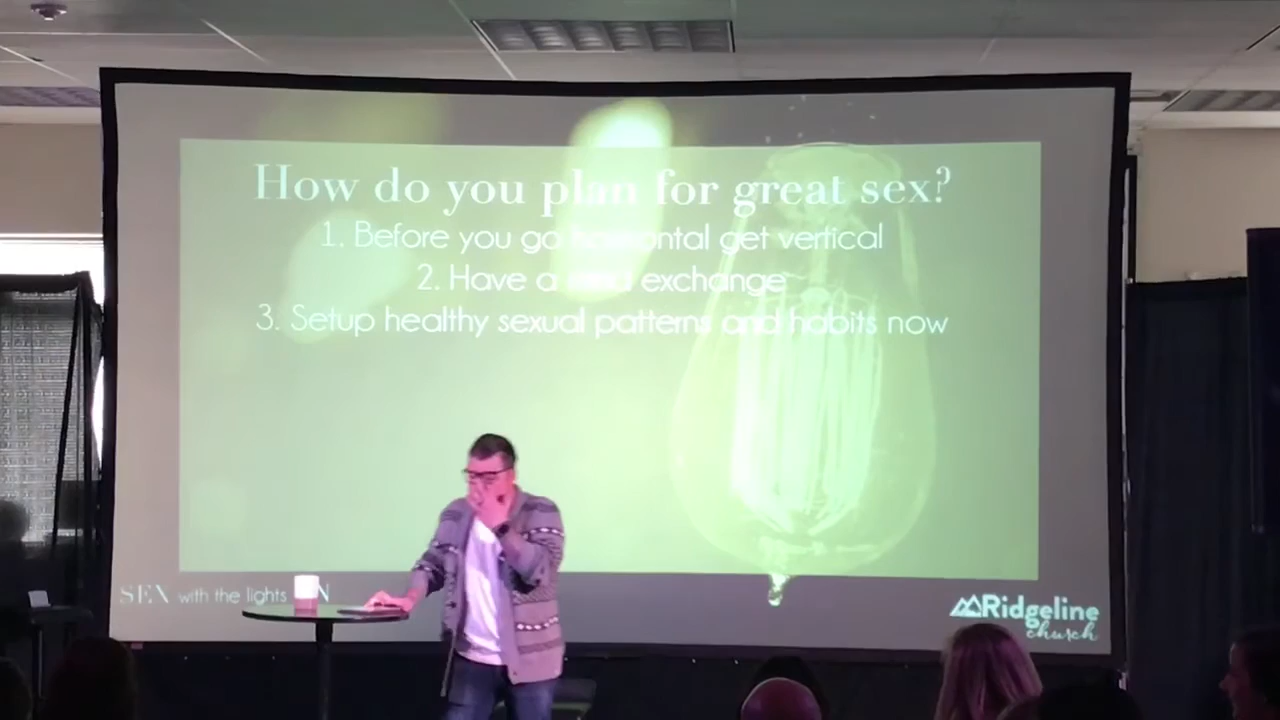 How do you plan for great sex?
1. Before you go horizontal get vertical
2. Have a exchange
3. Setup healthy sexual patterns and habits now
SEX with the lights N
Ridgeline
church